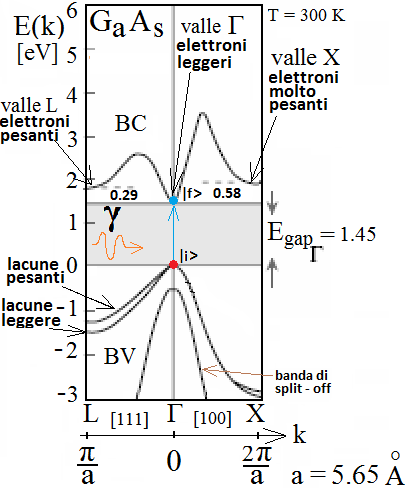 E(k)
[eV]
GaAs
T = 300 K
6
5
4
3
2
1
0
-1
-2
-3
valle Γ
elettroni
leggeri
valle X
elettroni
molto
pesanti
valle L
elettroni
pesanti
BC
0.29
|f>
0.58
γ
Egap = 1.45
Γ
|i>
lacune
pesanti
lacune
leggere
BV
banda di
split - off
L
[111]
Γ
[100]
X
k
π
a
0
2π
a
a = 5.65 Å